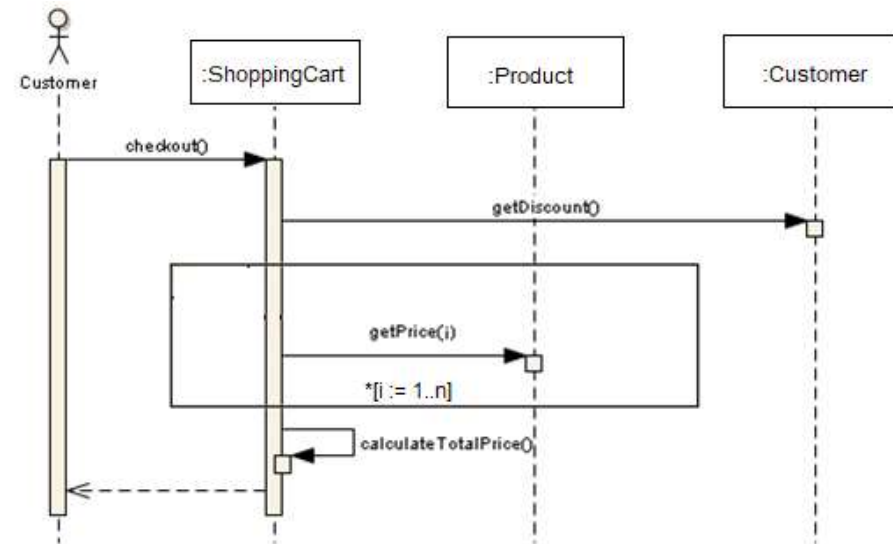 Customer
:ShoppingCart
:Product
:Customer
checkout()
getDiscount()
getPrice(i)
*[i := 1..n]
calculateTotalPrice()